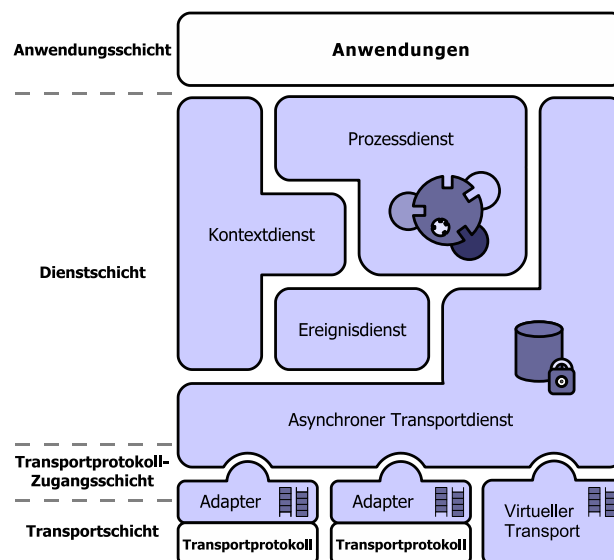 Anwendungsschicht
Anwendungen
Prozessdienst
Kontextdienst
Dienstschicht
Ereignisdienst
Asynchroner Transportdienst
Transportprotokoll-
Zugangsschicht
Adapter
Adapter
Virtueller
Transport
Transportschicht
Transportprotokoll
Transportprotokoll